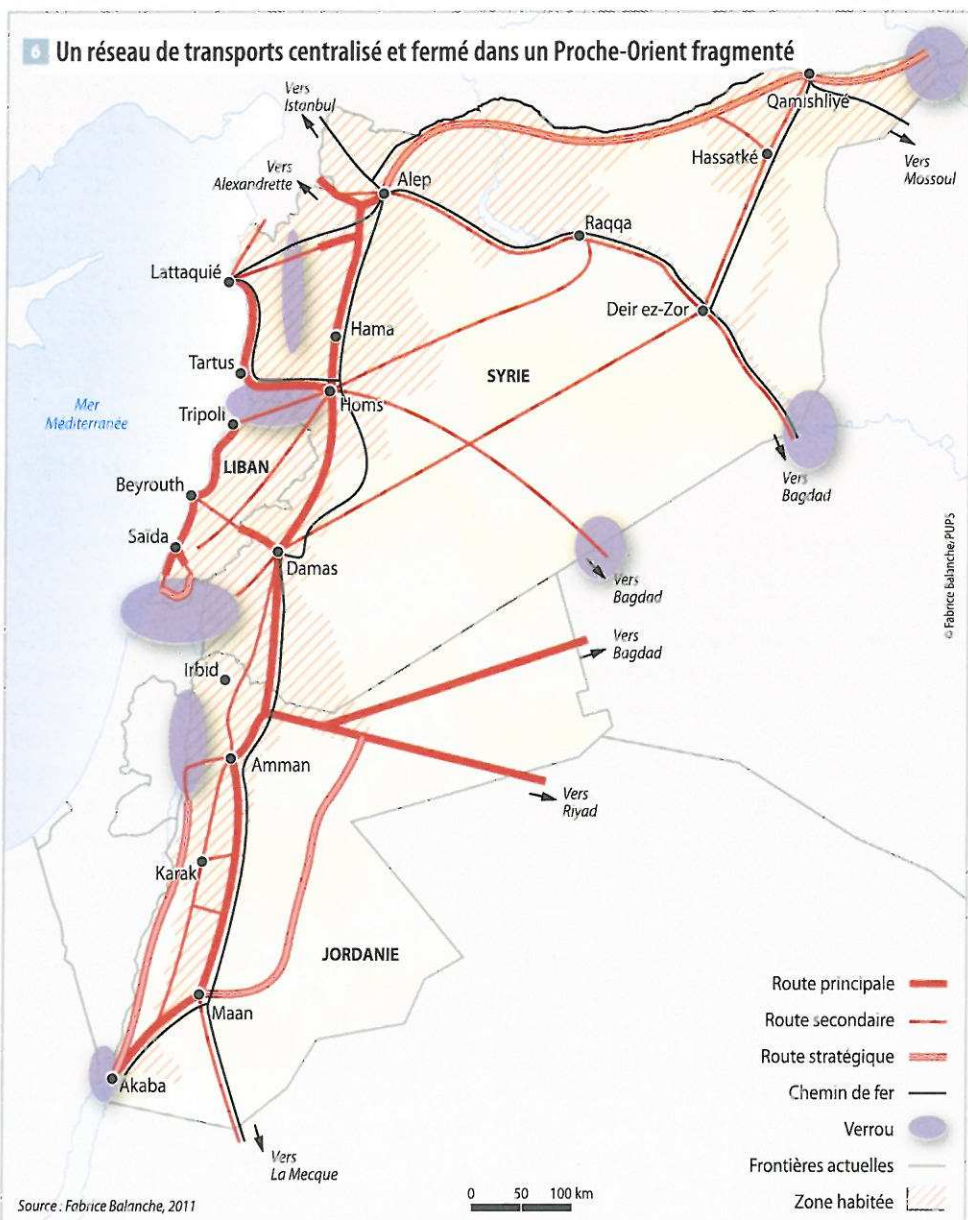 6 Un réseau de transports centralisé et fermé dans un Proche-Orient fragmenté
Vers
Istanbul
Qamishliyé
Vers
Mossoul
Hassatké
Vers
Alexandrette
Alep
Raqqa
Lattaquié
Deir ez-Zor
Hama
Tartus
SYRIE
Mer
Méditerranée
Homs
Tripoli
LIBAN
Vers
Bagdad
Beyrouth
Saïda
Damas
Vers
Bagdad
© Fabrice Balanche/PUPS
Vers
Bagdad
Irbid
Amman
Vers
Riyad
Karak
JORDANIE
Maan
Akaba
Vers
La Mecque
Route principale
Route secondaire
Route stratégique
Chemin de fer
Verrou
Frontières actuelles
Zone habitée
0 50 100 km
Source : Fabrice Balanche, 2011